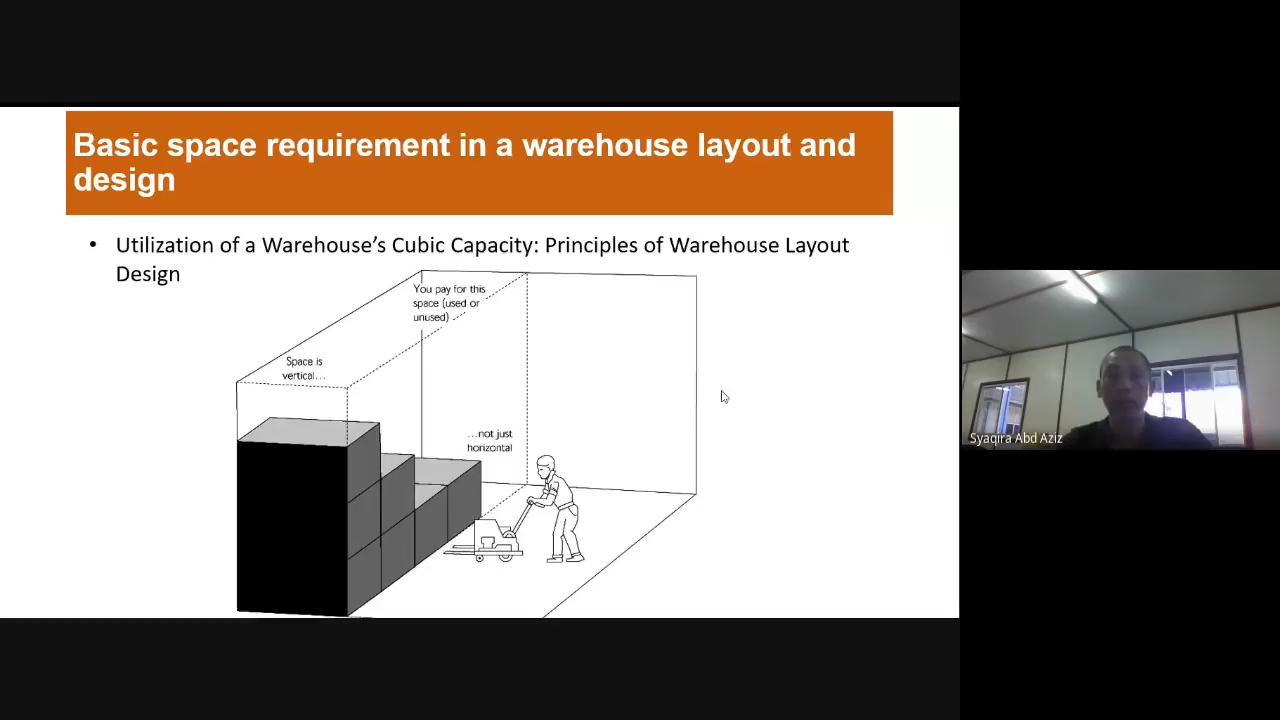 Basic space requirement in a warehouse layout and
design
• Utilization of a Warehouse’s Cubic Capacity: Principles of Warehouse Layout
Design
You pay for this
space (used or
unused)
Space is
vertical…
…not just
horizontal
Syaqira Abd Aziz